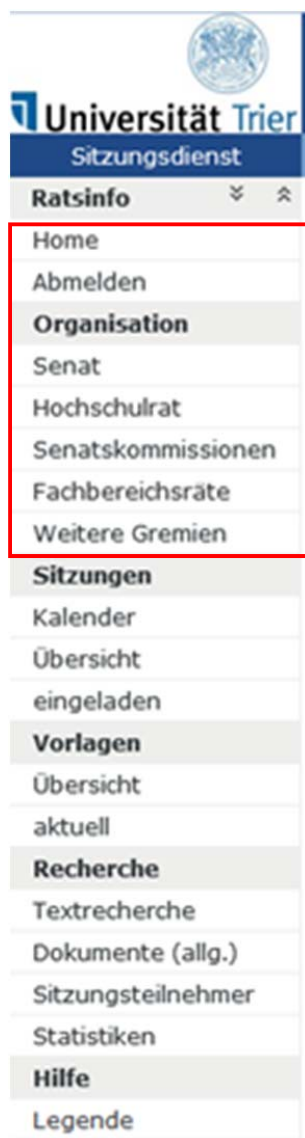 Universität Trier
Sitzungsdienst
Ratsinfo
Home
Abmelden
Organisation
Senat
Hochschulrat
Senatskommissionen
Fachbereichsräte
Weitere Gremien
Sitzungen
Kalender
Übersicht
eingeladen
Vorlagen
Übersicht
aktuell
Recherche
Textrecherche
Dokumente (allg.)
Sitzungsteilnehmer
Statistiken
Hilfe
Legende